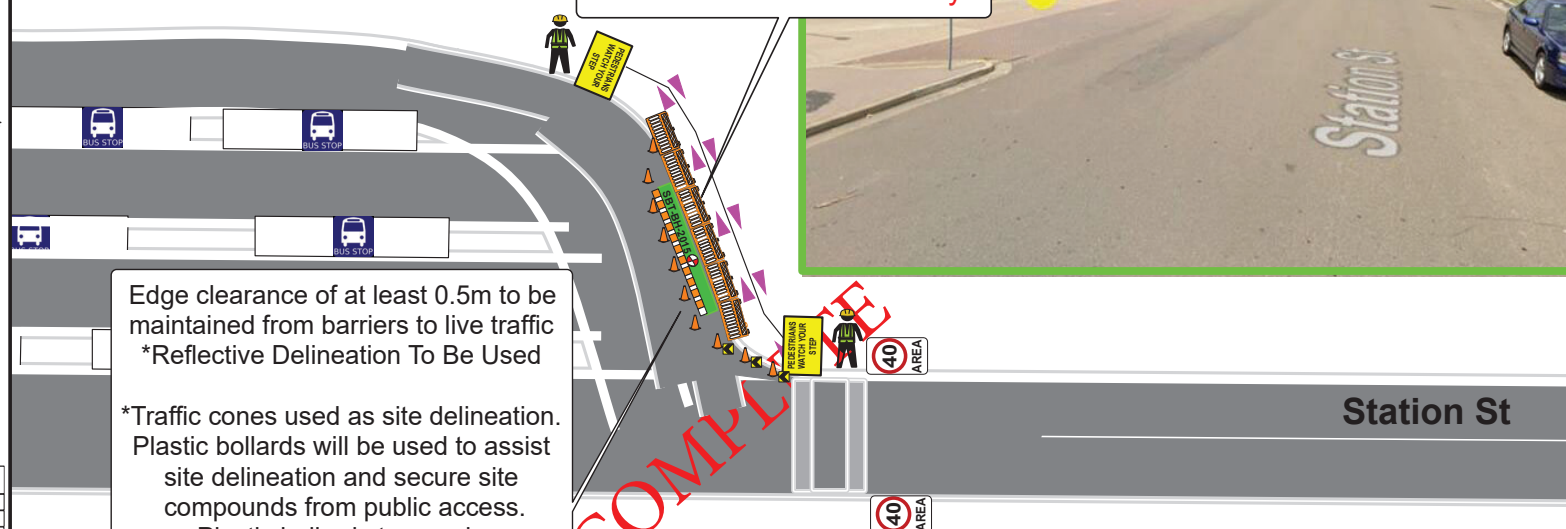 PEDESTRIANS
WATCH YOUR
STEP
Station St
BUS STOP
BUS STOP
SBT-BH-2015
BUS STOP
Edge clearance of at least 0.5m to be
maintained from barriers to live traffic
*Reflective Delineation To Be Used
*Traffic cones used as site delineation.
Plastic bollards will be used to assist
site delineation and secure site
compounds from public access.
PEDESTRIANS
WATCH YOUR
STEP
40
AREA
Station St
40
AREA